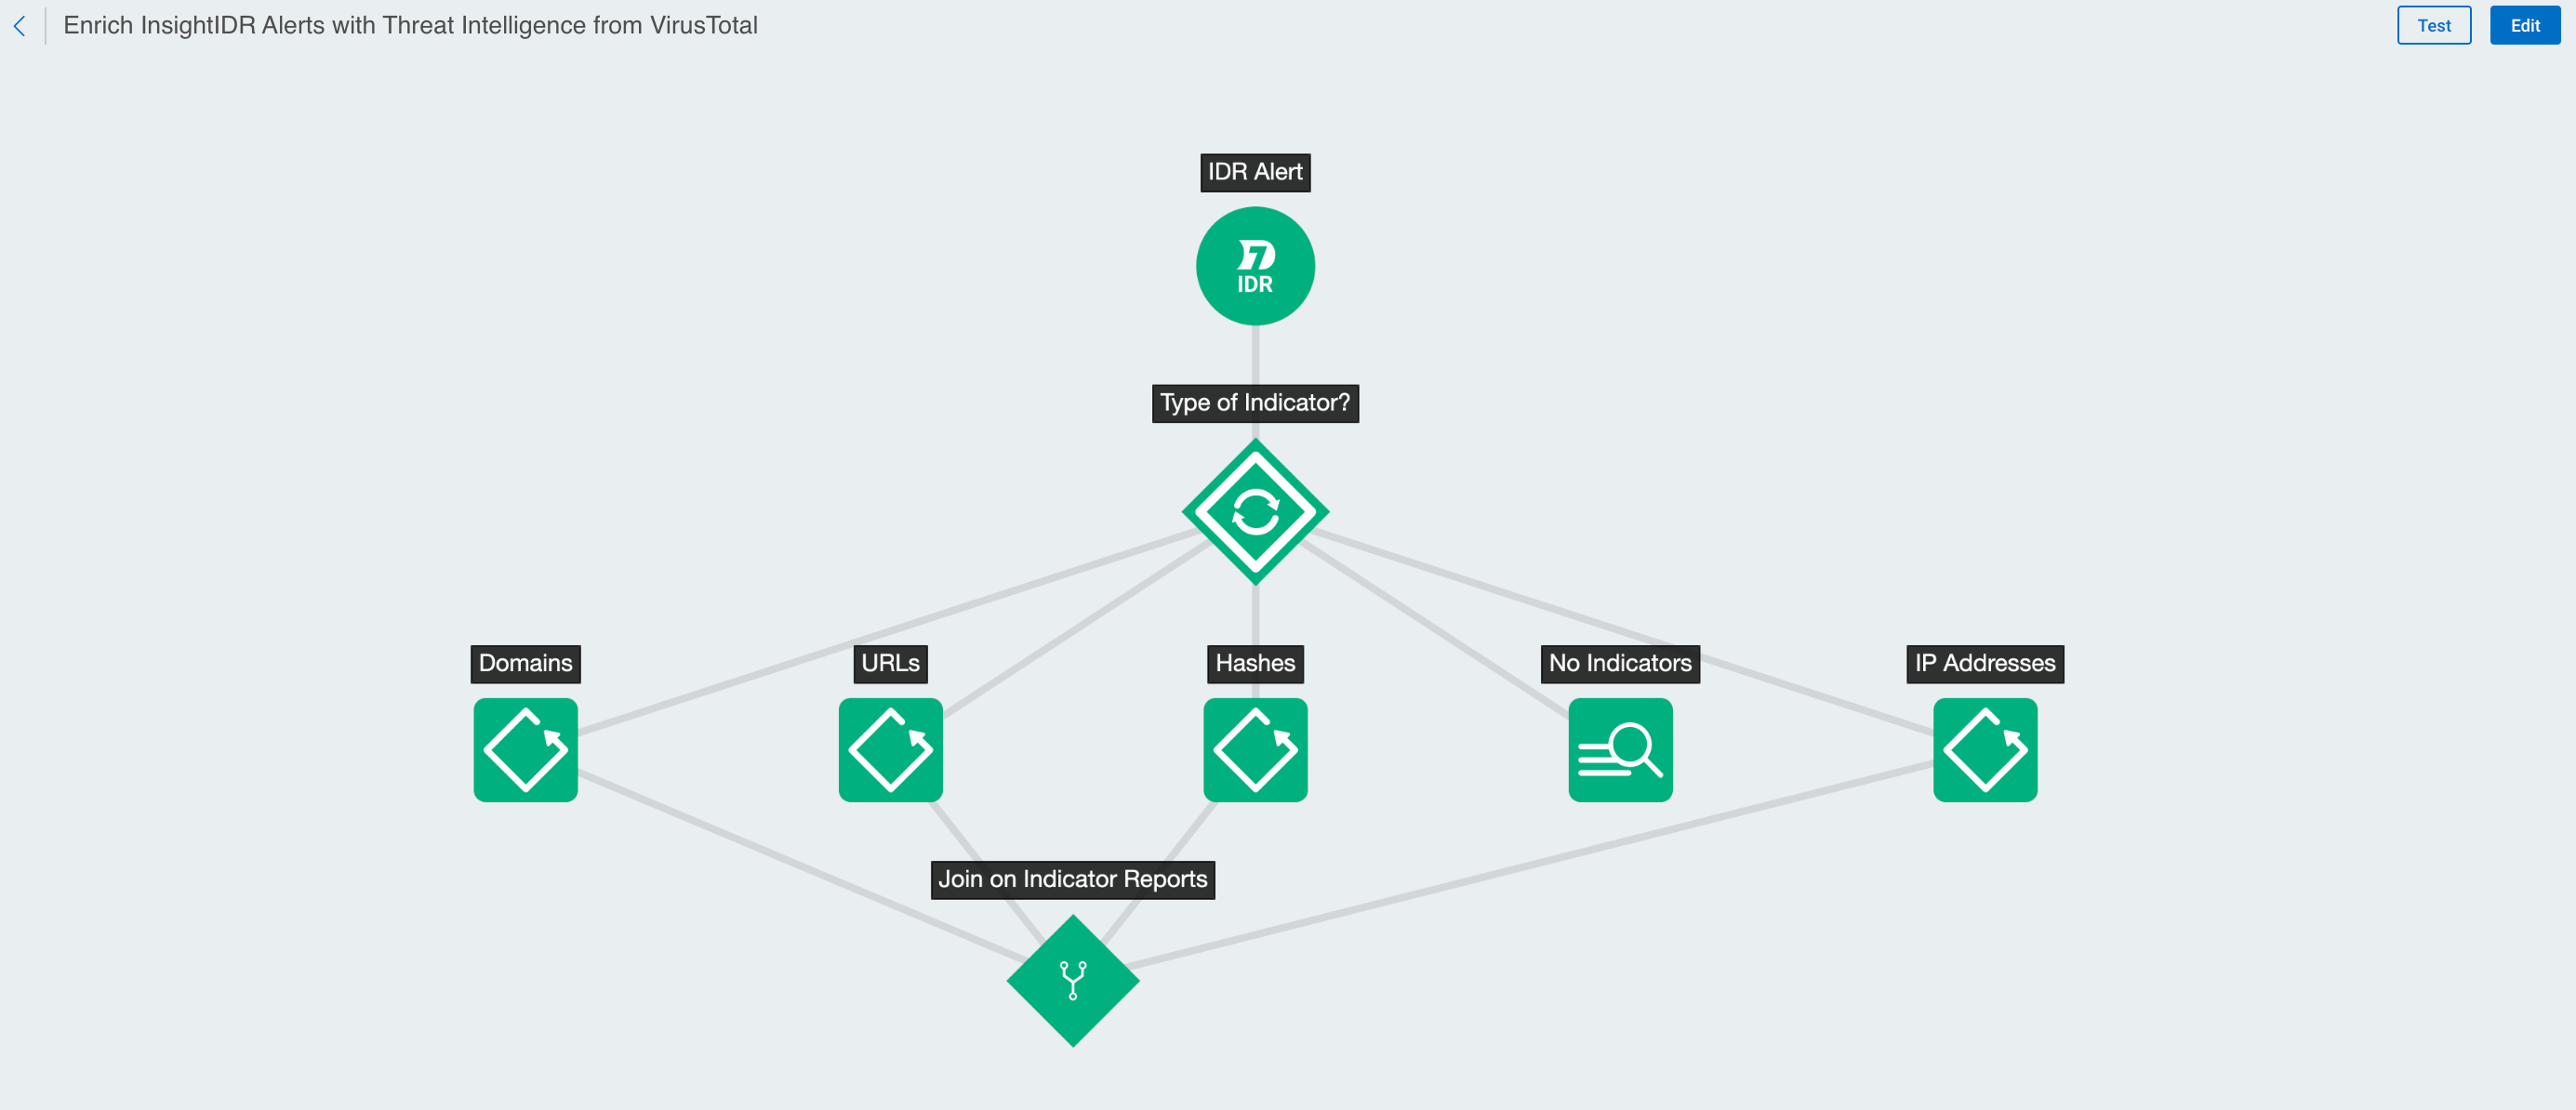 Enrich InsightIDR Alerts with Threat Intelligence from VirusTotal
Test
Edit
IDR Alert
IDR
Type of Indicator?
Domains
URLs
Hashes
No Indicators
IP Addresses
Join on Indicator Reports